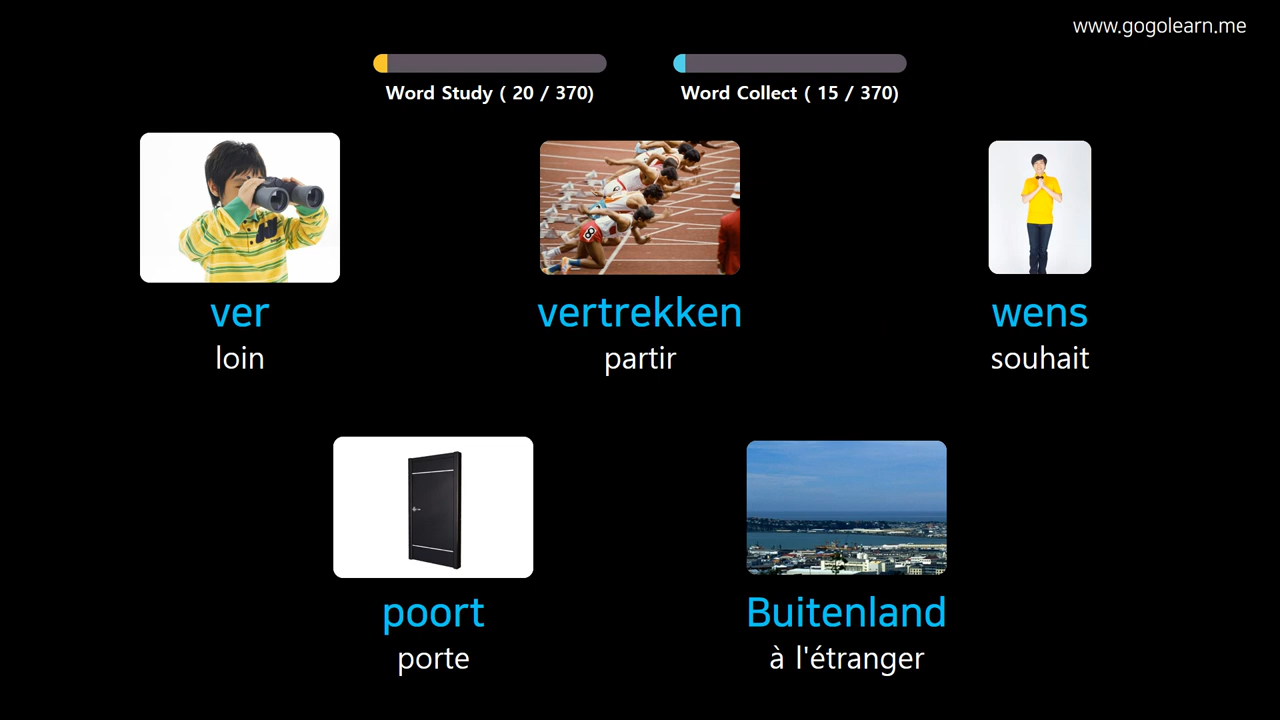 www.gogolearn.me
Word Study ( 20 / 370)
Word Collect ( 15 / 370)
8
ver
loin
vertrekken
partir
wens
souhait
poort
porte
Buitenland
à l'étranger